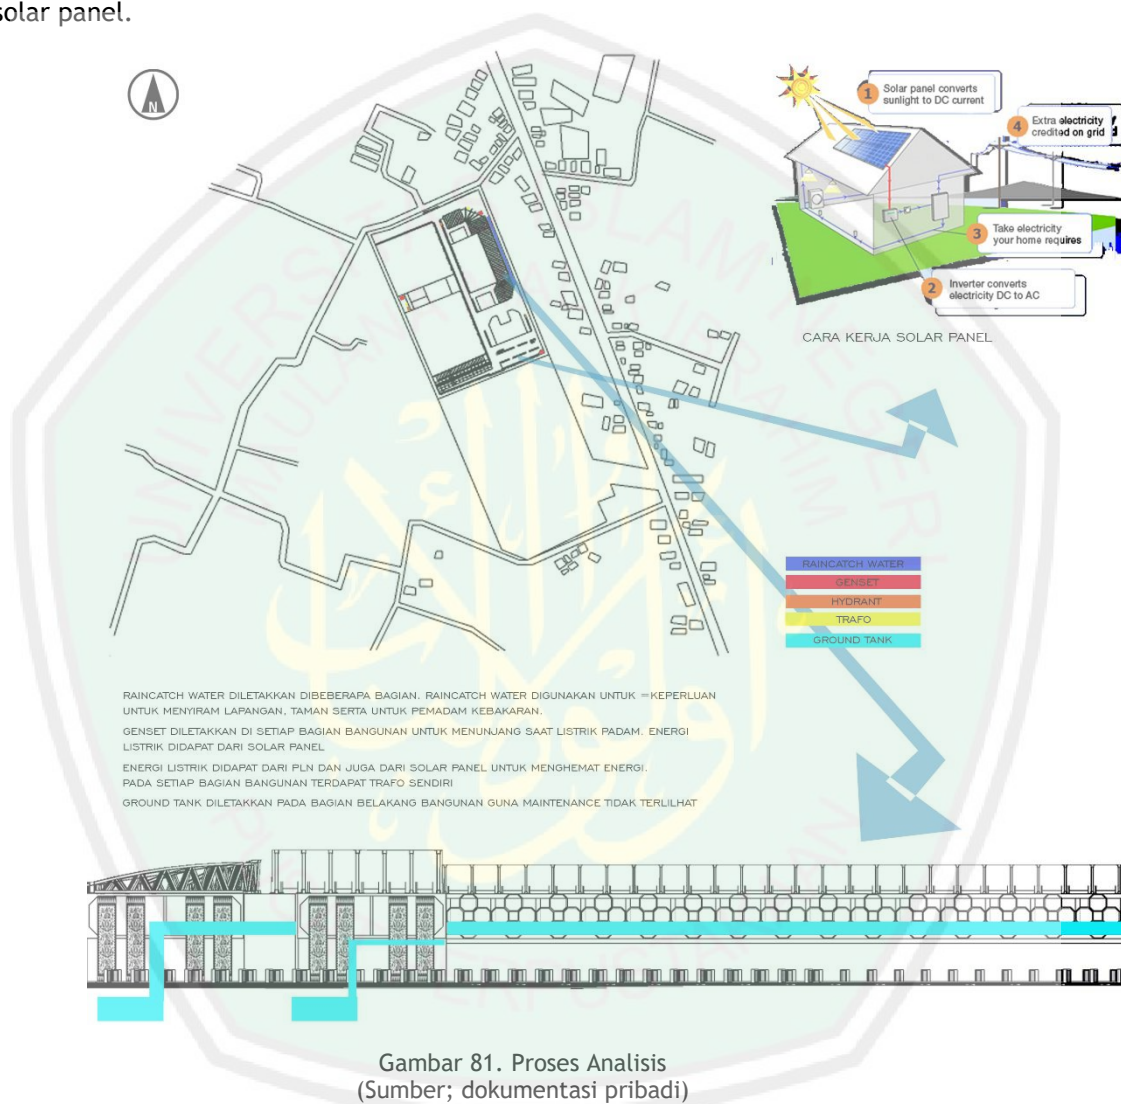 solar panel.
N
1 Solar panel converts
sunlight to DC current
4 Extra electricity
credited on grid
3 Take electricity
your home requires
2 Inverter converts
electricity DC to AC
CARA KERJA SOLAR PANEL
RAINCATCH WATER
GENSET
HYDRANT
TRAFO
GROUND TANK
RAINCATCH WATER DILETAKKAN DIBEBERAPA BAGIAN. RAINCATCH WATER DIGUNAKAN UNTUK =KEPERLUAN
UNTUK MENYIRAM LAPANGAN, TAMAN SERTA UNTUK PEMADAM KEBAKARAN.
GENSET DILETAKKAN DI SETIAP BAGIAN BANGUNAN UNTUK MENUNJANG SAAT LISTRIK PADAM. ENERGI
LISTRIK DIDAPAT DARI SOLAR PANEL
ENERGI LISTRIK DIDAPAT DARI PLN DAN JUGA DARI SOLAR PANEL UNTUK MENGHEMAT ENERGI.
PADA SETIAP BAGIAN BANGUNAN TERDAPAT TRAFO SENDIRI
GROUND TANK DILETAKKAN PADA BAGIAN BELAKANG BANGUNAN GUNA MAINTENANCE TIDAK TERLILHAT
Gambar 81. Proses Analisis
(Sumber; dokumentasi pribadi)